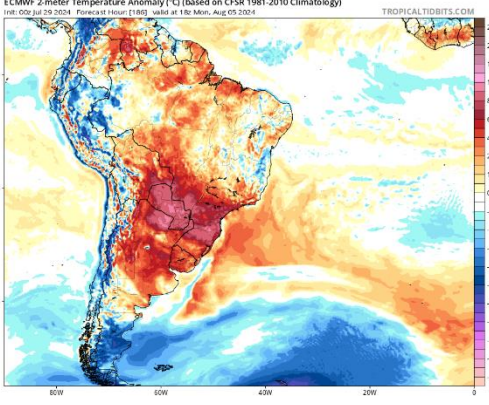 ECMWF 2-meter Temperature Anomaly (°C) (based on CFSR 1981-2010 Climatology)
Init: 00z Jul 29 2024 Forecast Hour: [186] valid at 18z Mon, Aug 05 2024 TROPICALTIDBITS.COM
80W 60W 40W 20W 0